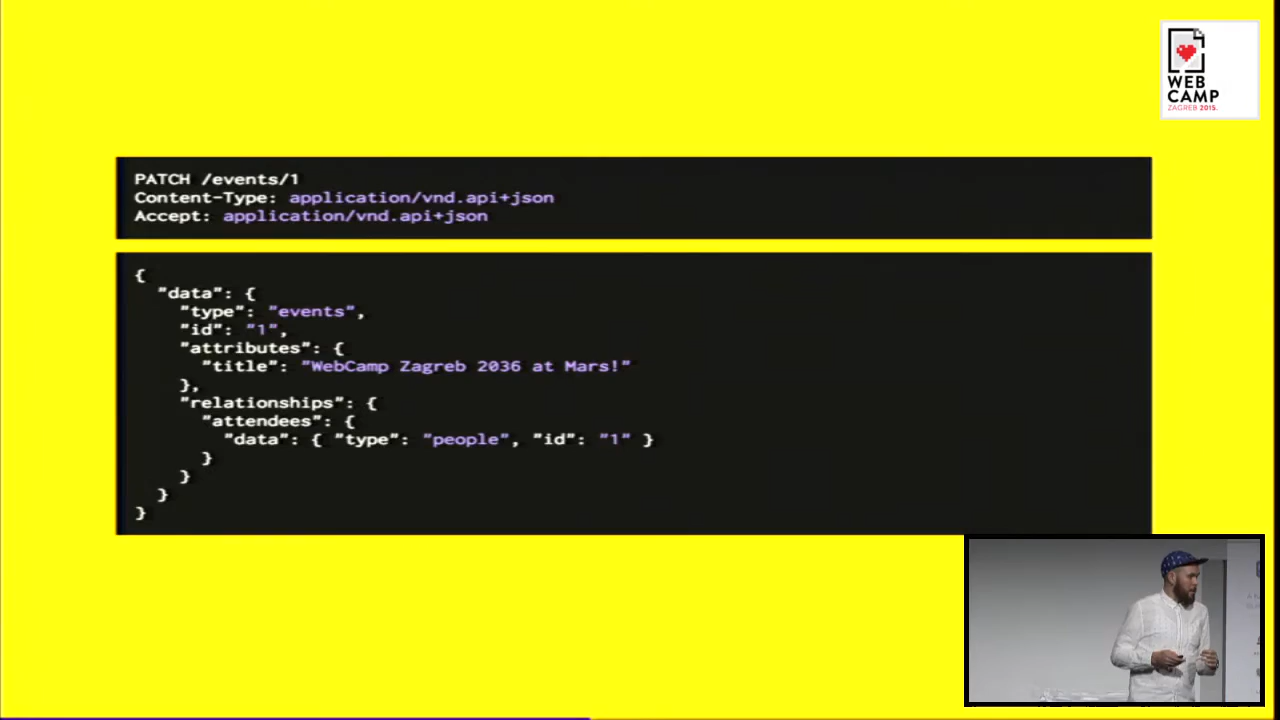 WEB
CAMP
ZAGREB 2015.
PATCH /events/1
Content-Type: application/vnd.api+json
Accept: application/vnd.api+json
{
  "data": {
    "type": "events",
    "id": "1",
    "attributes": {
      "title": "WebCamp Zagreb 2036 at Mars!"
    },
    "relationships": {
      "attendees": {
        "data": { "type": "people", "id": "1" }
      }
    }
  }
}